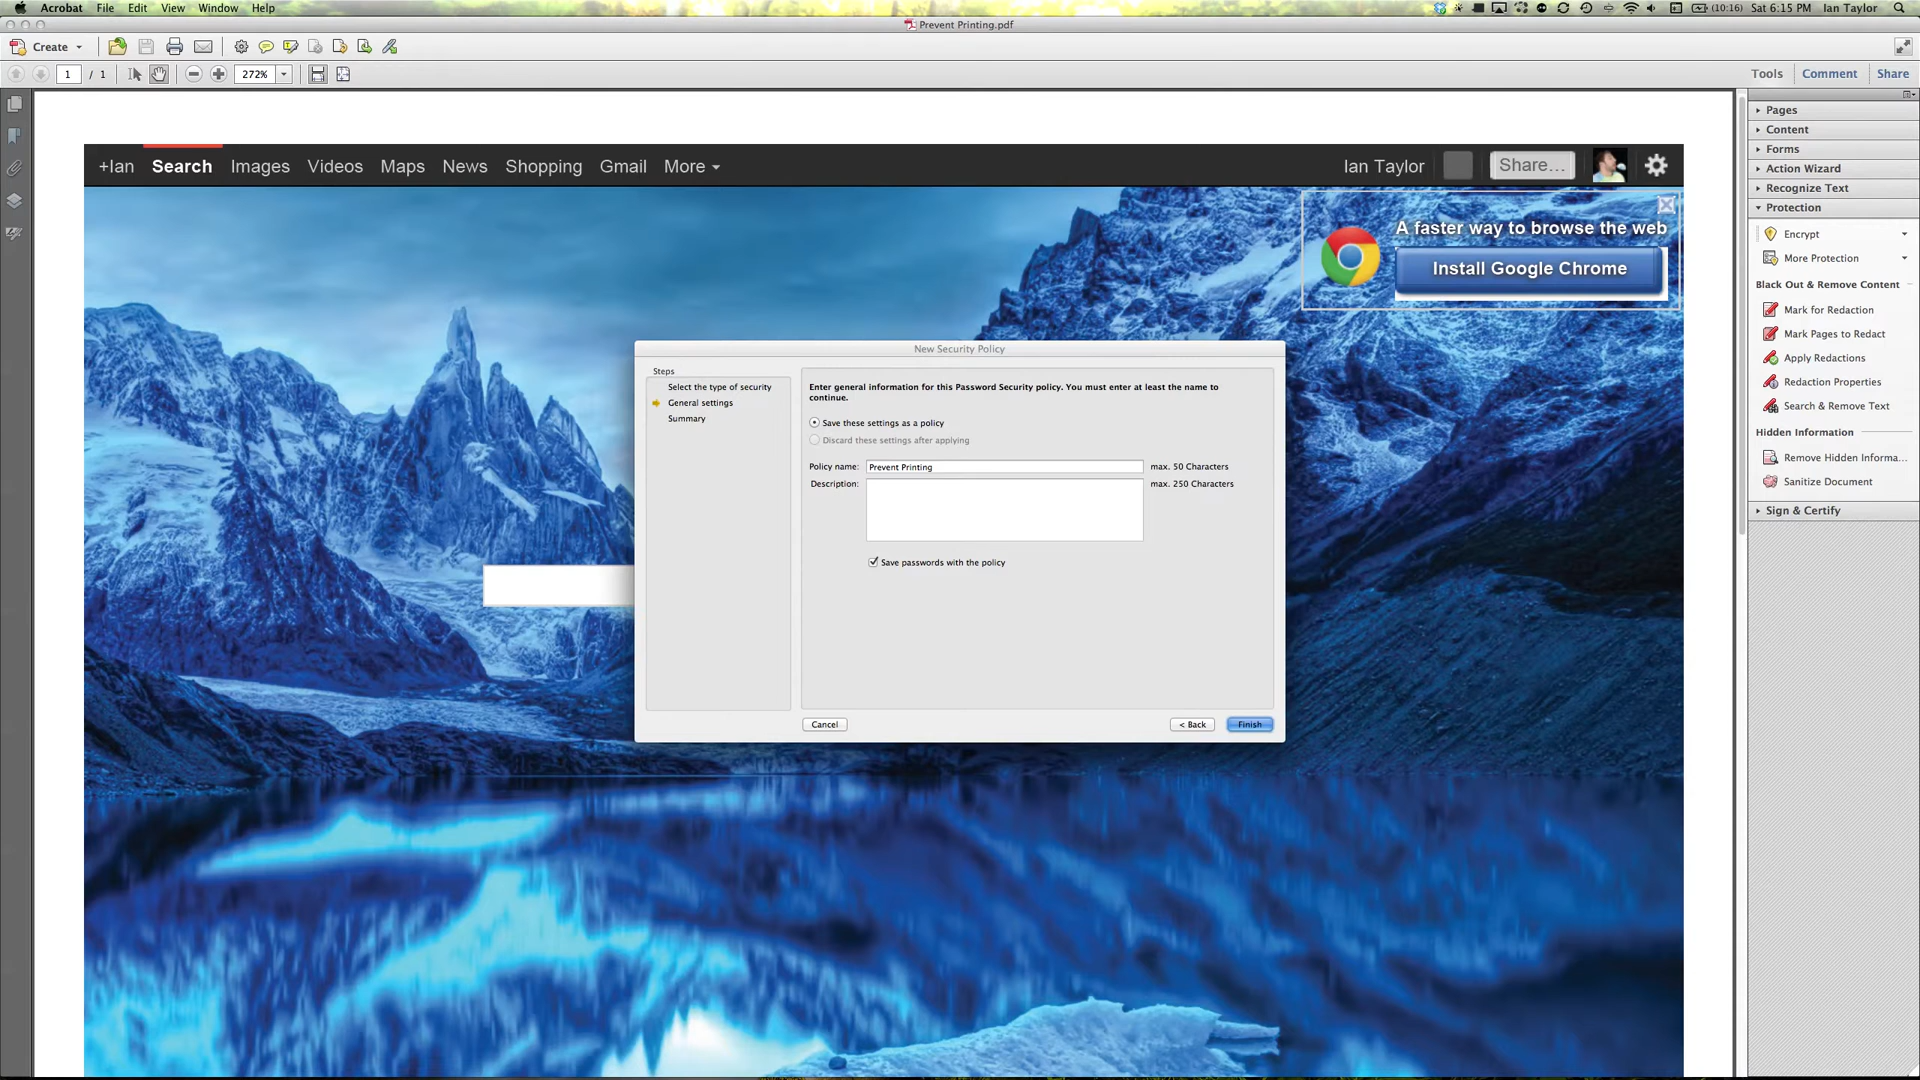 Acrobat File Edit View Window Help
(10:16) Sat 6:15 PM Ian Taylor
Prevent Printing.pdf
Create
1 / 1 272%
Tools Comment Share
+Ian Search Images Videos Maps News Shopping Gmail More
Ian Taylor Share...
A faster way to browse the web
Install Google Chrome
New Security Policy
Steps
Select the type of security
General settings
Summary
Enter general information for this Password Security policy. You must enter at least the name to
continue.
Save these settings as a policy
Discard these settings after applying
Policy name: Prevent Printing max. 50 Characters
Description: max. 250 Characters
Save passwords with the policy
Cancel < Back Finish
Pages
Content
Forms
Action Wizard
Recognize Text
Protection
Encrypt
More Protection
Black Out & Remove Content
Mark for Redaction
Mark Pages to Redact
Apply Redactions
Redaction Properties
Search & Remove Text
Hidden Information
Remove Hidden Informa...
Sanitize Document
Sign & Certify